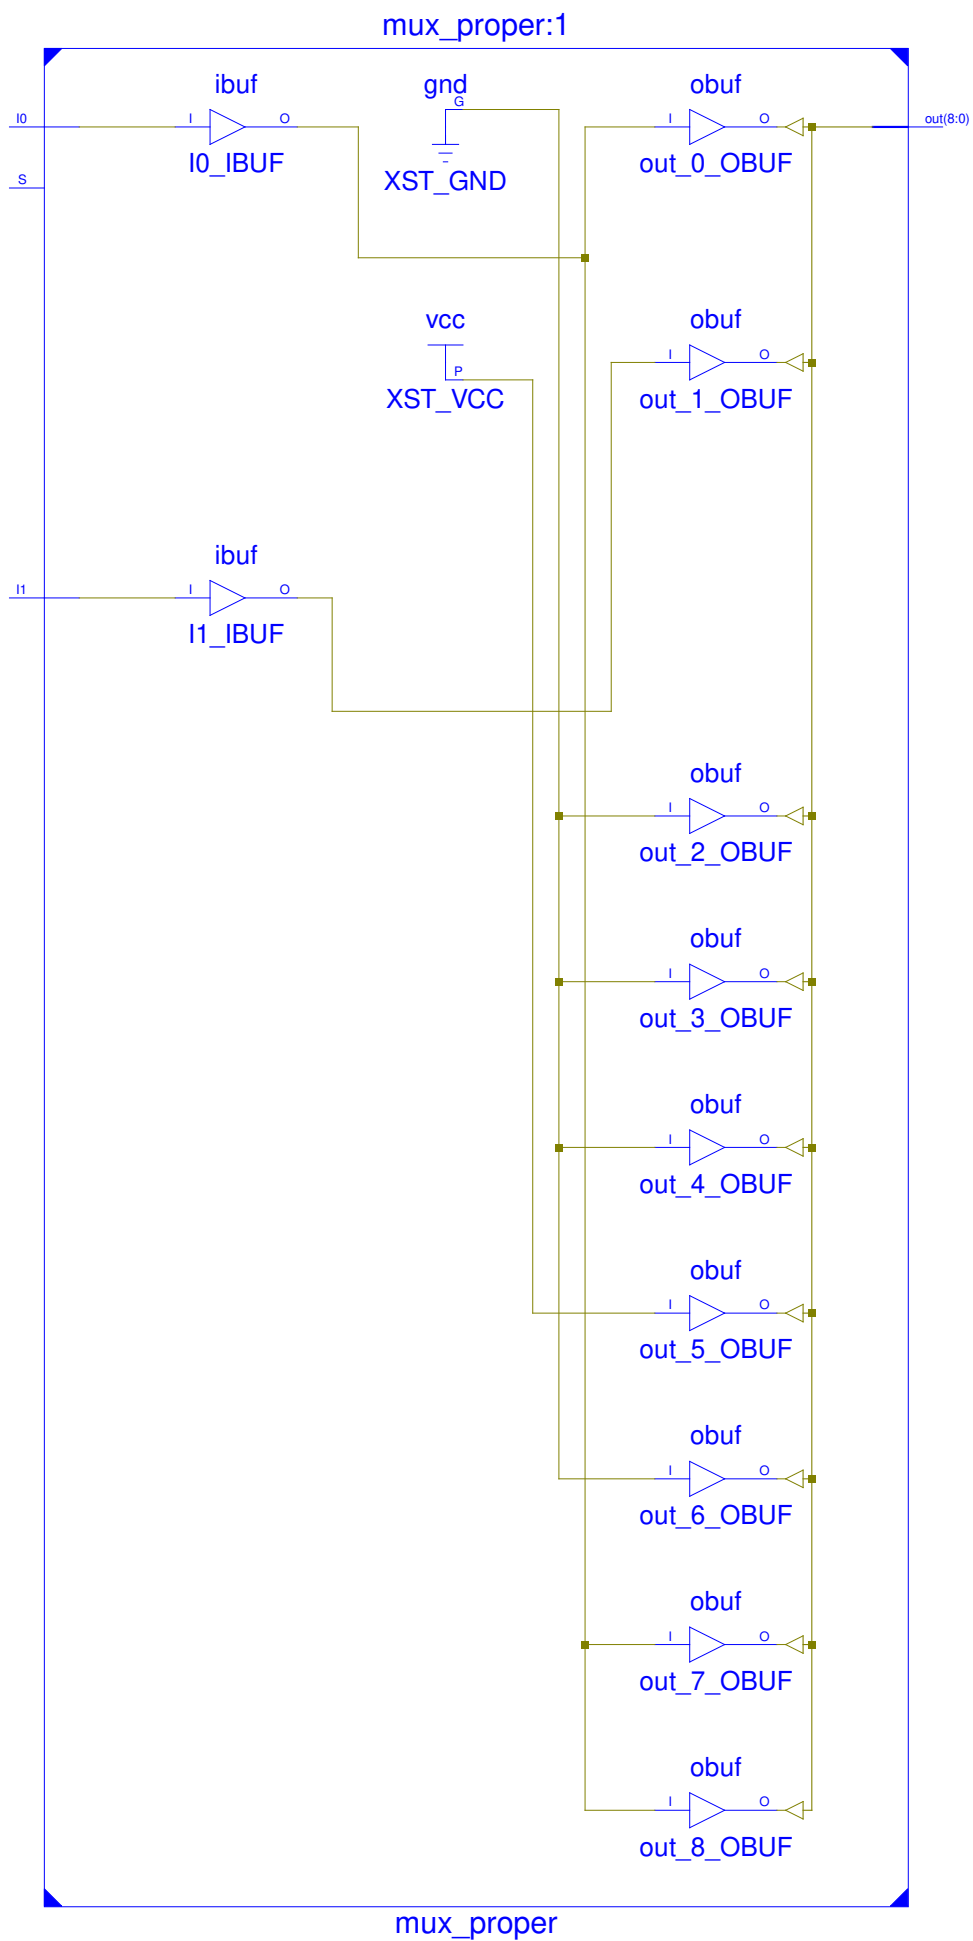 mux_proper:1
ibuf
gnd
obuf
I0
I
O
G
I
O
out(8:0)
I0_IBUF
XST_GND
out_0_OBUF
S
vcc
obuf
P
I
O
XST_VCC
out_1_OBUF
ibuf
I1
I
O
I1_IBUF
obuf
I
O
out_2_OBUF
obuf
I
O
out_3_OBUF
obuf
I
O
out_4_OBUF
obuf
I
O
out_5_OBUF
obuf
I
O
out_6_OBUF
obuf
I
O
out_7_OBUF
obuf
I
O
out_8_OBUF
mux_proper